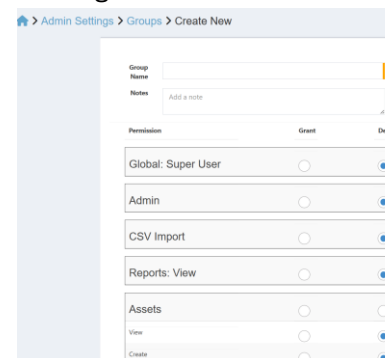 > Admin Settings > Groups > Create New
Group
Name
Notes
Add a note
Permission Grant
Global: Super User
Admin
CSV Import
Reports: View
Assets
View
Create